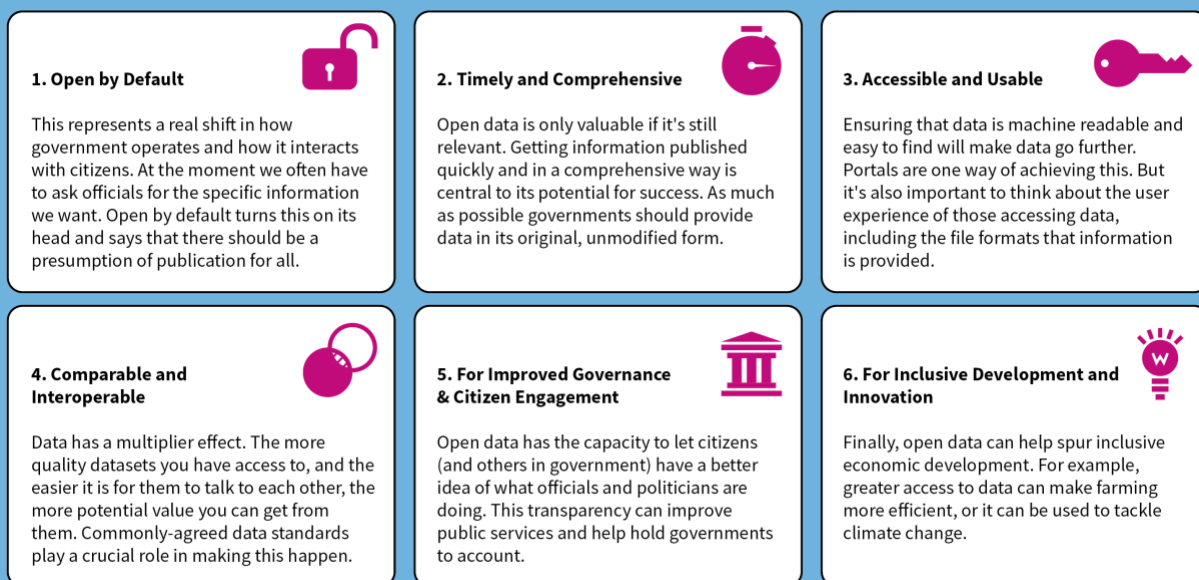 1. Open by Default
This represents a real shift in how
government operates and how it interacts
with citizens. At the moment we often have
to ask officials for the specific information
we want. Open by default turns this on its
head and says that there should be a
presumption of publication for all.
2. Timely and Comprehensive
Open data is only valuable if it's still
relevant. Getting information published
quickly and in a comprehensive way is
central to its potential for success. As much
as possible governments should provide
data in its original, unmodified form.
3. Accessible and Usable
Ensuring that data is machine readable and
easy to find will make data go further.
Portals are one way of achieving this. But
it's also important to think about the user
experience of those accessing data,
including the file formats that information
is provided.
4. Comparable and
Interoperable
Data has a multiplier effect. The more
quality datasets you have access to, and the
easier it is for them to talk to each other, the
more potential value you can get from
them. Commonly-agreed data standards
play a crucial role in making this happen.
5. For Improved Governance
& Citizen Engagement
Open data has the capacity to let citizens
(and others in government) have a better
idea of what officials and politicians are
doing. This transparency can improve
public services and help hold governments
to account.
6. For Inclusive Development and
Innovation
W
Finally, open data can help spur inclusive
economic development. For example,
greater access to data can make farming
more efficient, or it can be used to tackle
climate change.